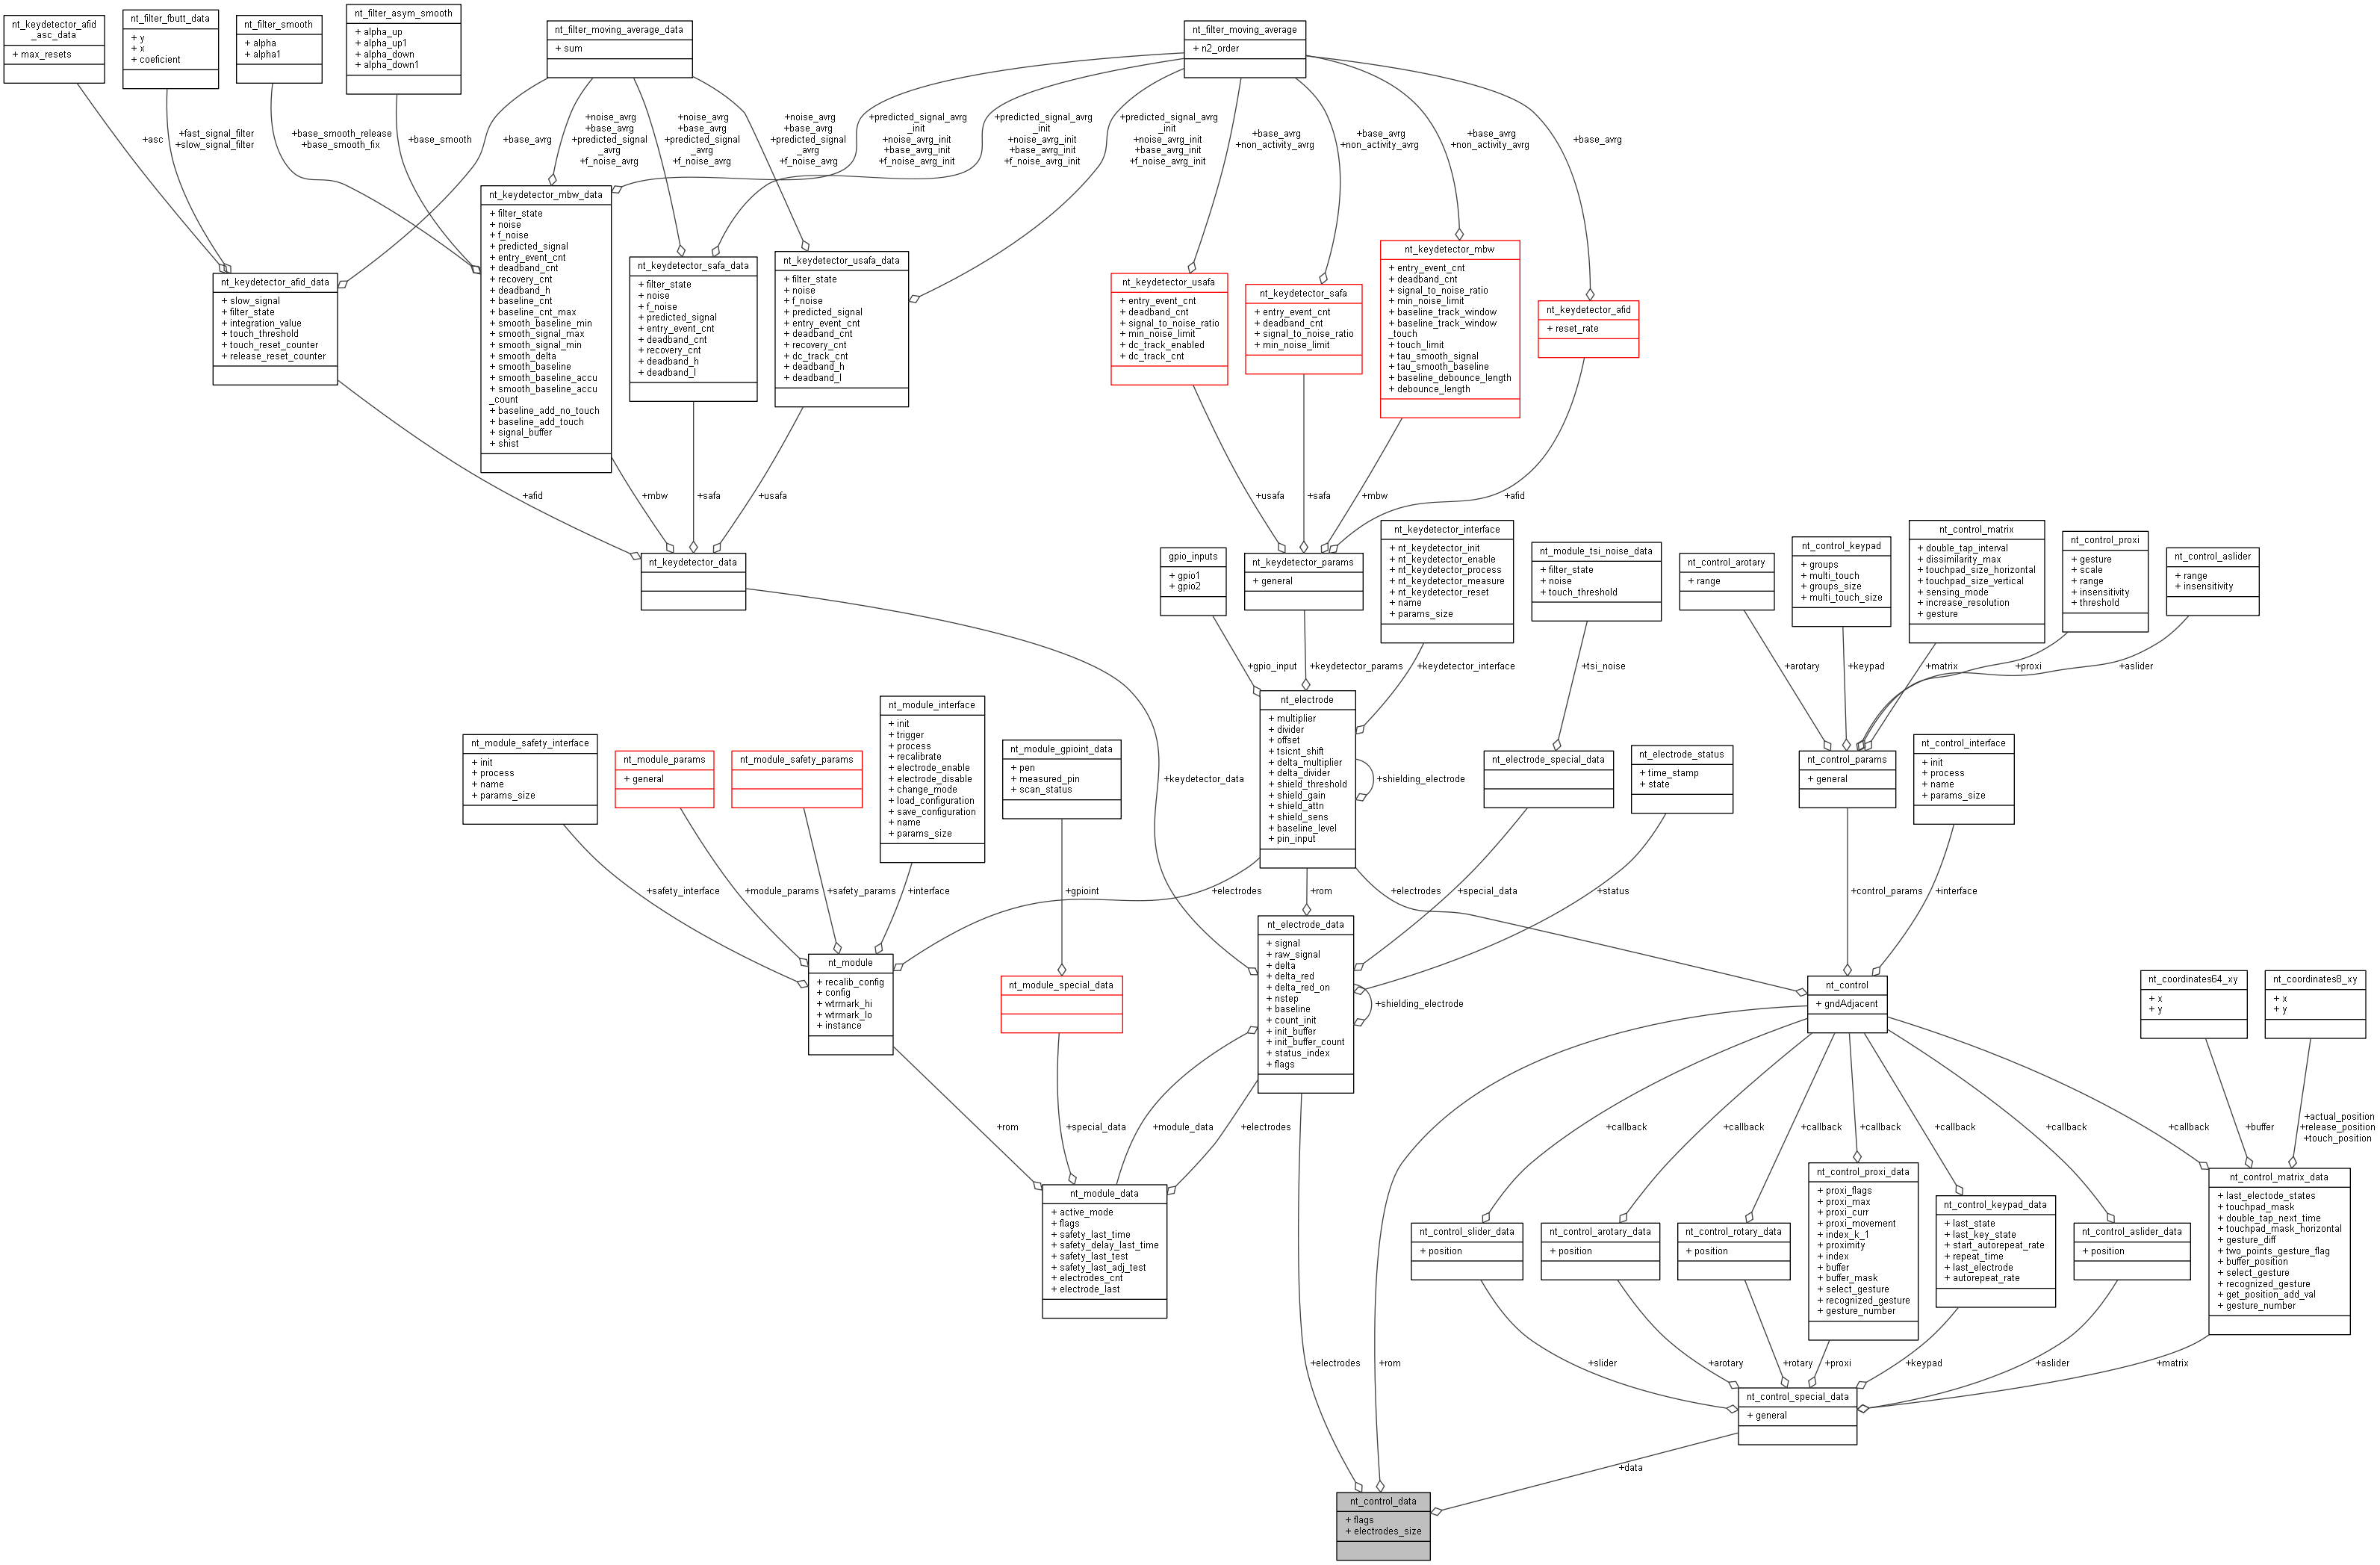 nt_keydetector_afid
_asc_data
+ max_resets
nt_filter_fbutt_data
+ y
+ x
+ coeficient
nt_filter_smooth
+ alpha
+ alpha1
nt_filter_asym_smooth
+ alpha_up
+ alpha_up1
+ alpha_down
+ alpha_down1
nt_filter_moving_average_data
+ sum
nt_filter_moving_average
+ n2_order
+asc
+fast_signal_filter
+slow_signal_filter
+base_smooth_release
+base_smooth_fix
+base_smooth
+base_avrg
+noise_avrg
+base_avrg
+predicted_signal
_avrg
+f_noise_avrg
+noise_avrg
+base_avrg
+predicted_signal
_avrg
+f_noise_avrg
+noise_avrg
+base_avrg
+predicted_signal
_avrg
+f_noise_avrg
+predicted_signal_avrg
_init
+noise_avrg_init
+base_avrg_init
+f_noise_avrg_init
+predicted_signal_avrg
_init
+noise_avrg_init
+base_avrg_init
+f_noise_avrg_init
+predicted_signal_avrg
_init
+noise_avrg_init
+base_avrg_init
+f_noise_avrg_init
+base_avrg
+non_activity_avrg
+base_avrg
+non_activity_avrg
+base_avrg
+non_activity_avrg
+base_avrg
nt_keydetector_afid_data
+ slow_signal
+ filter_state
+ integration_value
+ touch_threshold
+ touch_reset_counter
+ release_reset_counter
nt_keydetector_mbw_data
+ filter_state
+ noise
+ f_noise
+ predicted_signal
+ entry_event_cnt
+ deadband_cnt
+ recovery_cnt
+ deadband_h
+ baseline_cnt
+ baseline_cnt_max
+ smooth_baseline_min
+ smooth_signal_max
+ smooth_signal_min
+ smooth_delta
+ smooth_baseline
+ smooth_baseline_accu
+ smooth_baseline_accu
_count
+ baseline_add_no_touch
+ baseline_add_touch
+ signal_buffer
+ shist
nt_keydetector_safa_data
+ filter_state
+ noise
+ f_noise
+ predicted_signal
+ entry_event_cnt
+ deadband_cnt
+ recovery_cnt
+ deadband_h
+ deadband_l
nt_keydetector_usafa_data
+ filter_state
+ noise
+ f_noise
+ predicted_signal
+ entry_event_cnt
+ deadband_cnt
+ recovery_cnt
+ dc_track_cnt
+ deadband_h
+ deadband_l
nt_keydetector_usafa
+ entry_event_cnt
+ deadband_cnt
+ signal_to_noise_ratio
+ min_noise_limit
+ dc_track_enabled
+ dc_track_cnt
nt_keydetector_safa
+ entry_event_cnt
+ deadband_cnt
+ signal_to_noise_ratio
+ min_noise_limit
nt_keydetector_mbw
+ entry_event_cnt
+ deadband_cnt
+ signal_to_noise_ratio
+ min_noise_limit
+ baseline_track_window
+ baseline_track_window
_touch
+ touch_limit
+ tau_smooth_signal
+ tau_smooth_baseline
+ baseline_debounce_length
+ debounce_length
nt_keydetector_afid
+ reset_rate
+afid
+mbw
+safa
+usafa
+usafa
+safa
+mbw
+afid
nt_keydetector_data
gpio_inputs
+ gpio1
+ gpio2
nt_keydetector_params
+ general
nt_keydetector_interface
+ nt_keydetector_init
+ nt_keydetector_enable
+ nt_keydetector_process
+ nt_keydetector_measure
+ nt_keydetector_reset
+ name
+ params_size
nt_module_tsi_noise_data
+ filter_state
+ noise
+ touch_threshold
nt_control_arotary
+ range
nt_control_keypad
+ groups
+ multi_touch
+ groups_size
+ multi_touch_size
nt_control_matrix
+ double_tap_interval
+ dissimilarity_max
+ touchpad_size_horizontal
+ touchpad_size_vertical
+ sensing_mode
+ increase_resolution
+ gesture
nt_control_proxi
+ gesture
+ scale
+ range
+ insensitivity
+ threshold
nt_control_aslider
+ range
+ insensitivity
+gpio_input
+keydetector_params
+keydetector_interface
+tsi_noise
+arotary
+keypad
+matrix
+proxi
+aslider
nt_module_safety_interface
+ init
+ process
+ name
+ params_size
nt_module_params
+ general
nt_module_safety_params
nt_module_interface
+ init
+ trigger
+ process
+ recalibrate
+ electrode_enable
+ electrode_disable
+ change_mode
+ load_configuration
+ save_configuration
+ name
+ params_size
nt_module_gpioint_data
+ pen
+ measured_pin
+ scan_status
+keydetector_data
nt_electrode
+ multiplier
+ divider
+ offset
+ tsicnt_shift
+ delta_multiplier
+ delta_divider
+ shield_threshold
+ shield_gain
+ shield_attn
+ shield_sens
+ baseline_level
+ pin_input
+shielding_electrode
nt_electrode_special_data
nt_electrode_status
+ time_stamp
+ state
nt_control_params
+ general
nt_control_interface
+ init
+ process
+ name
+ params_size
+safety_interface
+module_params
+safety_params
+interface
+gpioint
+electrodes
+rom
+electrodes
+special_data
+status
+control_params
+interface
nt_module
+ recalib_config
+ config
+ wtrmark_hi
+ wtrmark_lo
+ instance
nt_module_special_data
nt_electrode_data
+ signal
+ raw_signal
+ delta
+ delta_red
+ delta_red_on
+ nstep
+ baseline
+ count_init
+ init_buffer
+ init_buffer_count
+ status_index
+ flags
+shielding_electrode
nt_control
+ gndAdjacent
nt_coordinates64_xy
+ x
+ y
nt_coordinates8_xy
+ x
+ y
+rom
+special_data
+module_data
+electrodes
+callback
+callback
+callback
+callback
+callback
+callback
+callback
+buffer
+actual_position
+release_position
+touch_position
nt_module_data
+ active_mode
+ flags
+ safety_last_time
+ safety_delay_last_time
+ safety_last_test
+ safety_last_adj_test
+ electrodes_cnt
+ electrode_last
nt_control_slider_data
+ position
nt_control_arotary_data
+ position
nt_control_rotary_data
+ position
nt_control_proxi_data
+ proxi_flags
+ proxi_max
+ proxi_curr
+ proxi_movement
+ index_k_1
+ proximity
+ index
+ buffer
+ buffer_mask
+ select_gesture
+ recognized_gesture
+ gesture_number
nt_control_keypad_data
+ last_state
+ last_key_state
+ start_autorepeat_rate
+ repeat_time
+ last_electrode
+ autorepeat_rate
nt_control_aslider_data
+ position
nt_control_matrix_data
+ last_electode_states
+ touchpad_mask
+ double_tap_next_time
+ touchpad_mask_horizontal
+ gesture_diff
+ two_points_gesture_flag
+ buffer_position
+ select_gesture
+ recognized_gesture
+ get_position_add_val
+ gesture_number
+electrodes
+rom
+slider
+arotary
+rotary
+proxi
+keypad
+aslider
+matrix
nt_control_special_data
+ general
+data
nt_control_data
+ flags
+ electrodes_size